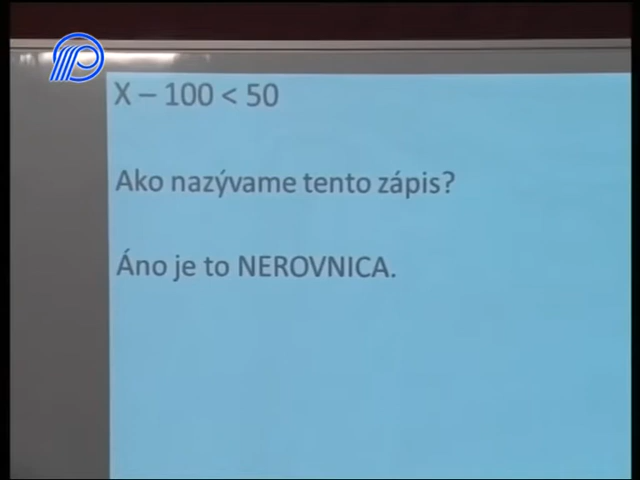 X – 100 < 50
Ako nazývame tento zápis?
Áno je to NEROVNICA.